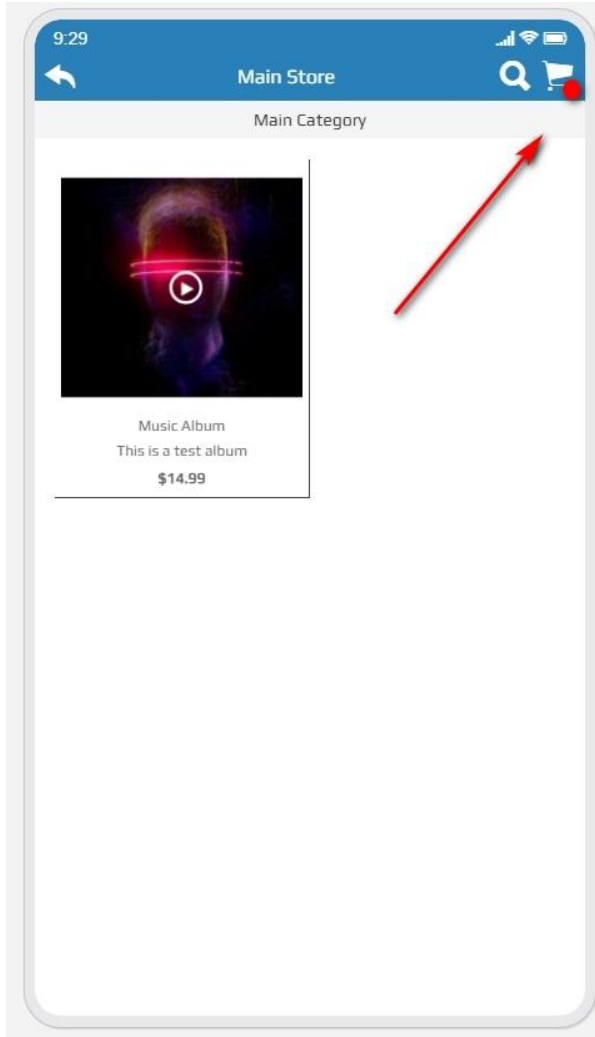 9:29
Main Store
Main Category
Music Album
This is a test album
$14.99